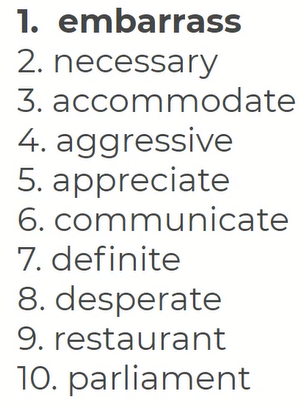 1. embarrass
2. necessary
3. accommodate
4. aggressive
5. appreciate
6. communicate
7. definite
8. desperate
9. restaurant
10. parliament